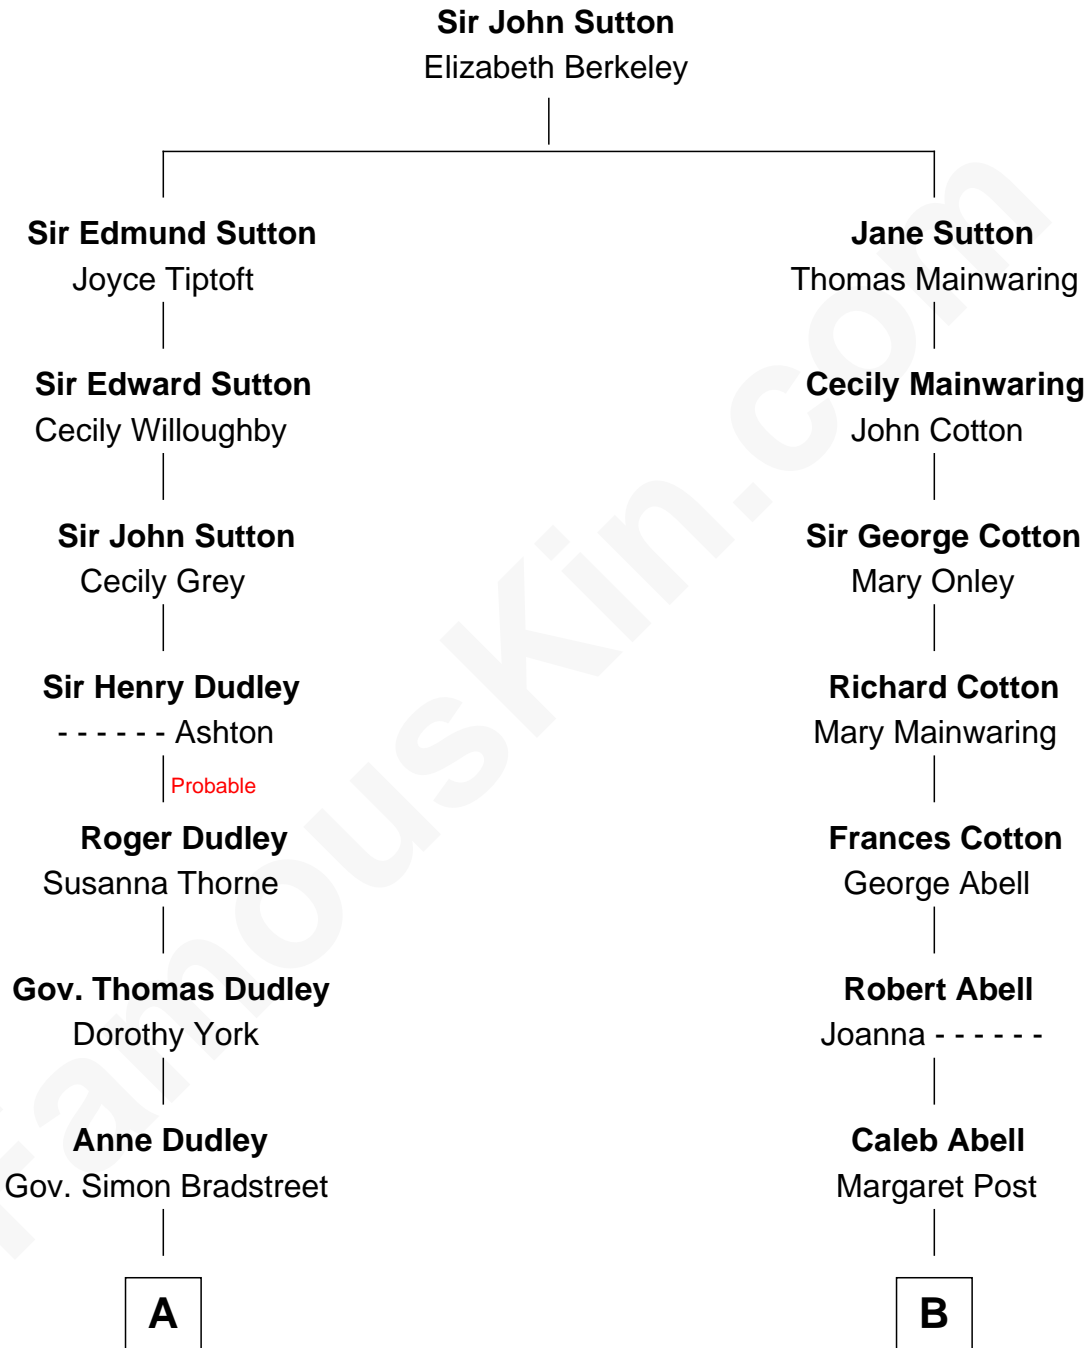 Sir John Sutton
Elizabeth Berkeley
Sir Edmund Sutton
Joyce Tiptoft
Jane Sutton
Thomas Mainwaring
Sir Edward Sutton
Cecily Willoughby
Cecily Mainwaring
John Cotton
Sir John Sutton
Cecily Grey
Sir George Cotton
Mary Onley
Sir Henry Dudley
- - - - - - Ashton
Richard Cotton
Mary Mainwaring
Probable
Roger Dudley
Susanna Thorne
Frances Cotton
George Abell
Gov. Thomas Dudley
Dorothy York
Robert Abell
Joanna - - - - - -
Anne Dudley
Gov. Simon Bradstreet
Caleb Abell
Margaret Post
A
B
FamousKin.com